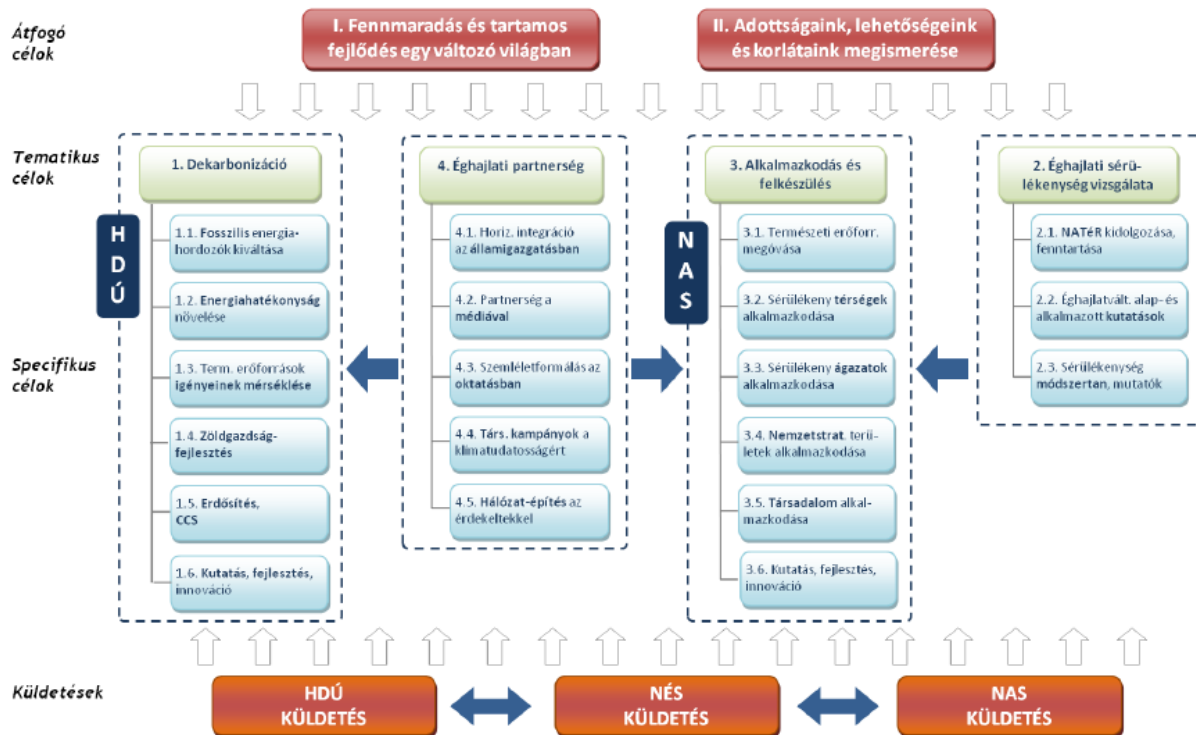 Átfogó
célok
I. Fennmaradás és tartamos
fejlődés egy változó világban
II. Adottságaink, lehetőségeink
és korlátaink megismerése
Tematikus
célok
1. Dekarbonizáció
4. Éghajlati partnerség
3. Alkalmazkodás és
felkészülés
2. Éghajlati sérü-
lékenység vizsgálata
Specifikus
célok
HDÚ
1.1. Fosszilis energia-
hordozók kiváltása
1.2. Energiahatékonyság
növelése
1.3. Term. erőforrások
igényeinek mérséklése
1.4. Zöldgazdság-
fejlesztés
1.5. Erdősítés,
CCS
1.6. Kutatás, fejlesztés,
innováció
4.1. Horiz. integráció
az államigazgatásban
4.2. Partnerség a
médiával
4.3. Szemléletformálás az
oktatásban
4.4. Társ. kampányok a
klímatudatosságért
4.5. Hálózat-építés az
érdekeltekkel
NAS
3.1. Természeti erőforr.
megóvása
3.2. Sérülékeny térségek
alkalmazkodása
3.3. Sérülékeny ágazatok
alkalmazkodása
3.4. Nemzetstrat. terü-
letek alkalmazkodása
3.5. Társadalom alkal-
mazkodása
3.6. Kutatás, fejlesztés,
innováció
2.1. NATéR kidolgozása,
fenntartása
2.2. Éghajlatvált. alap- és
alkalmazott kutatások
2.3. Sérülékenység
módszertan, mutatók
Küldetések
HDÚ
KÜLDETÉS
NÉS
KÜLDETÉS
NAS
KÜLDETÉS